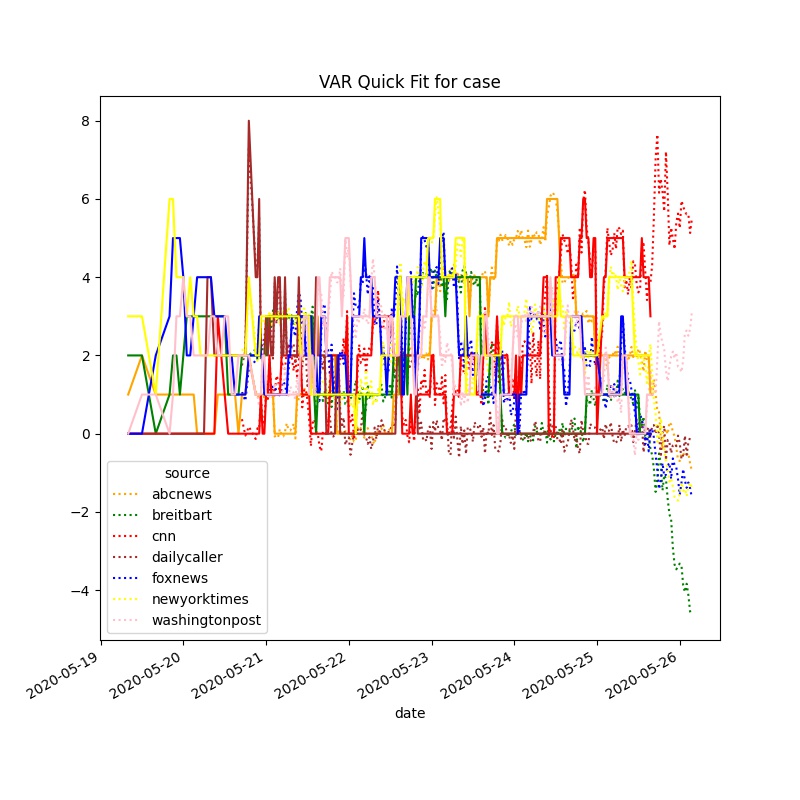 VAR Quick Fit for case
8
6
4
2
0
−2
−4
source
abcnews
breitbart
cnn
dailycaller
foxnews
newyorktimes
washingtonpost
2020-05-19
2020-05-20
2020-05-21
2020-05-22
2020-05-23
2020-05-24
2020-05-25
2020-05-26
date